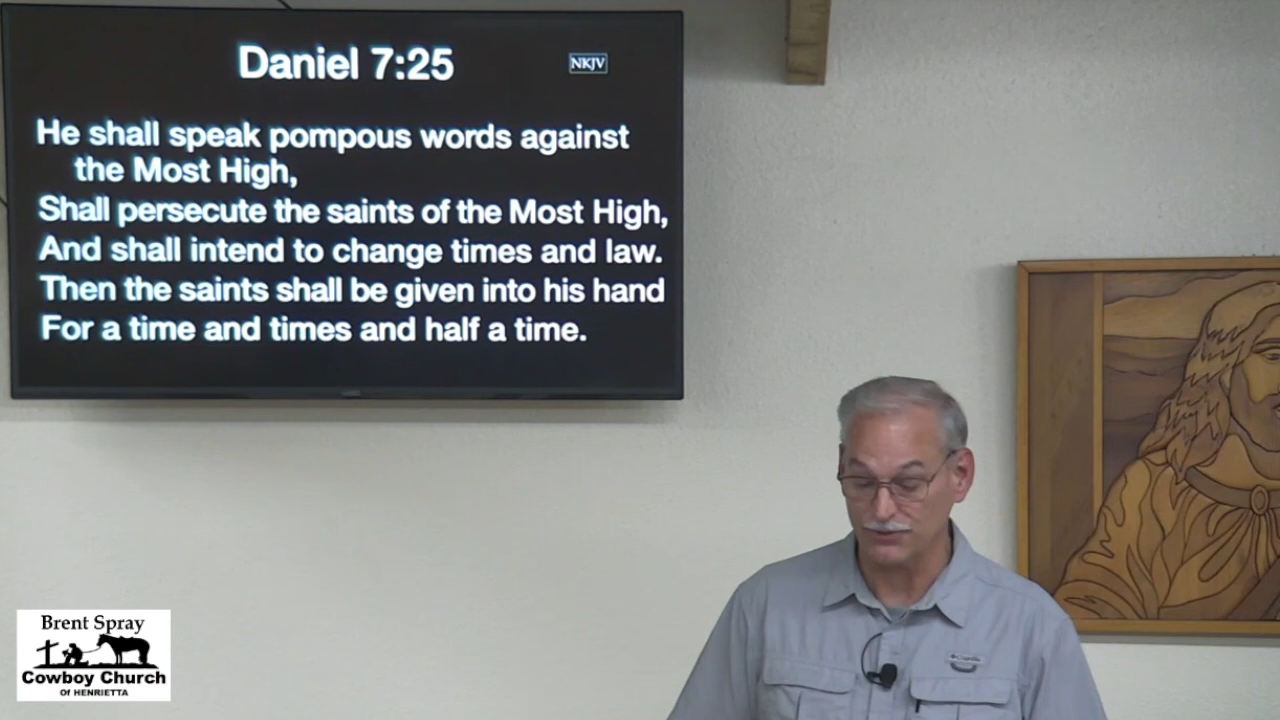 Daniel 7:25
NKJV
He shall speak pompous words against
the Most High,
Shall persecute the saints of the Most High,
And shall intend to change times and law.
Then the saints shall be given into his hand
For a time and times and half a time.
Columbia
Brent Spray
Cowboy Church
OF HENRIETTA